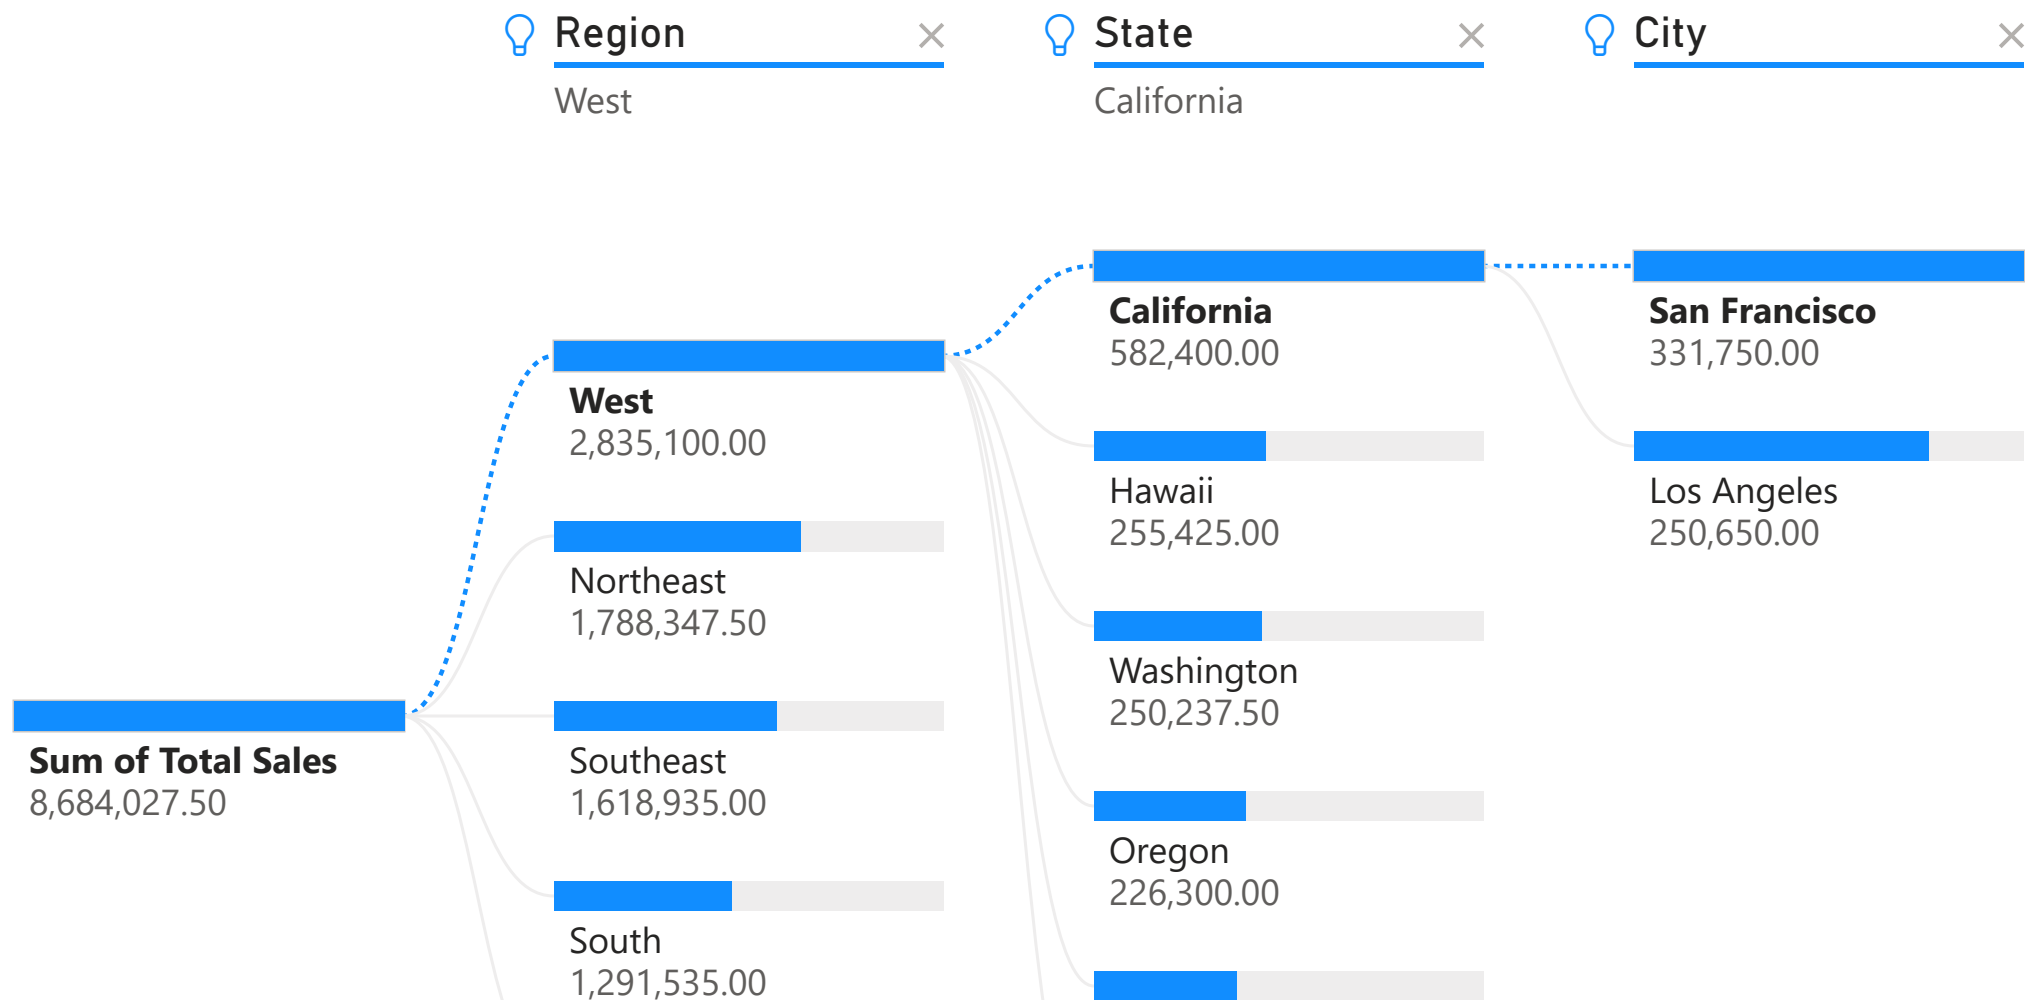 Region
West
State
California
City
Sum of Total Sales
8,684,027.50
West
2,835,100.00
Northeast
1,788,347.50
Southeast
1,618,935.00
South
1,291,535.00
California
582,400.00
Hawaii
255,425.00
Washington
250,237.50
Oregon
226,300.00
San Francisco
331,750.00
Los Angeles
250,650.00